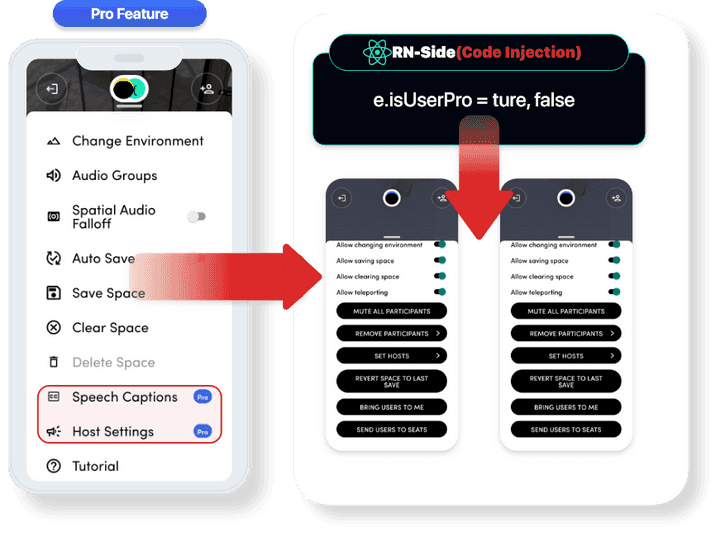 Pro Feature
Change Environment
Audio Groups
Spatial Audio
Falloff
Auto Save
Save Space
Clear Space
Delete Space
Speech Captions Pro
Host Settings Pro
Tutorial
RN-Side(Code Injection)
e.isUserPro = ture, false
Allow changing environment
Allow saving space
Allow clearing space
Allow teleporting
MUTE ALL PARTICIPANTS
REMOVE PARTICIPANTS
SET HOSTS
REVERT SPACE TO LAST
SAVE
BRING USERS TO ME
SEND USERS TO SEATS
Allow changing environment
Allow saving space
Allow clearing space
Allow teleporting
MUTE ALL PARTICIPANTS
REMOVE PARTICIPANTS
SET HOSTS
REVERT SPACE TO LAST
SAVE
BRING USERS TO ME
SEND USERS TO SEATS